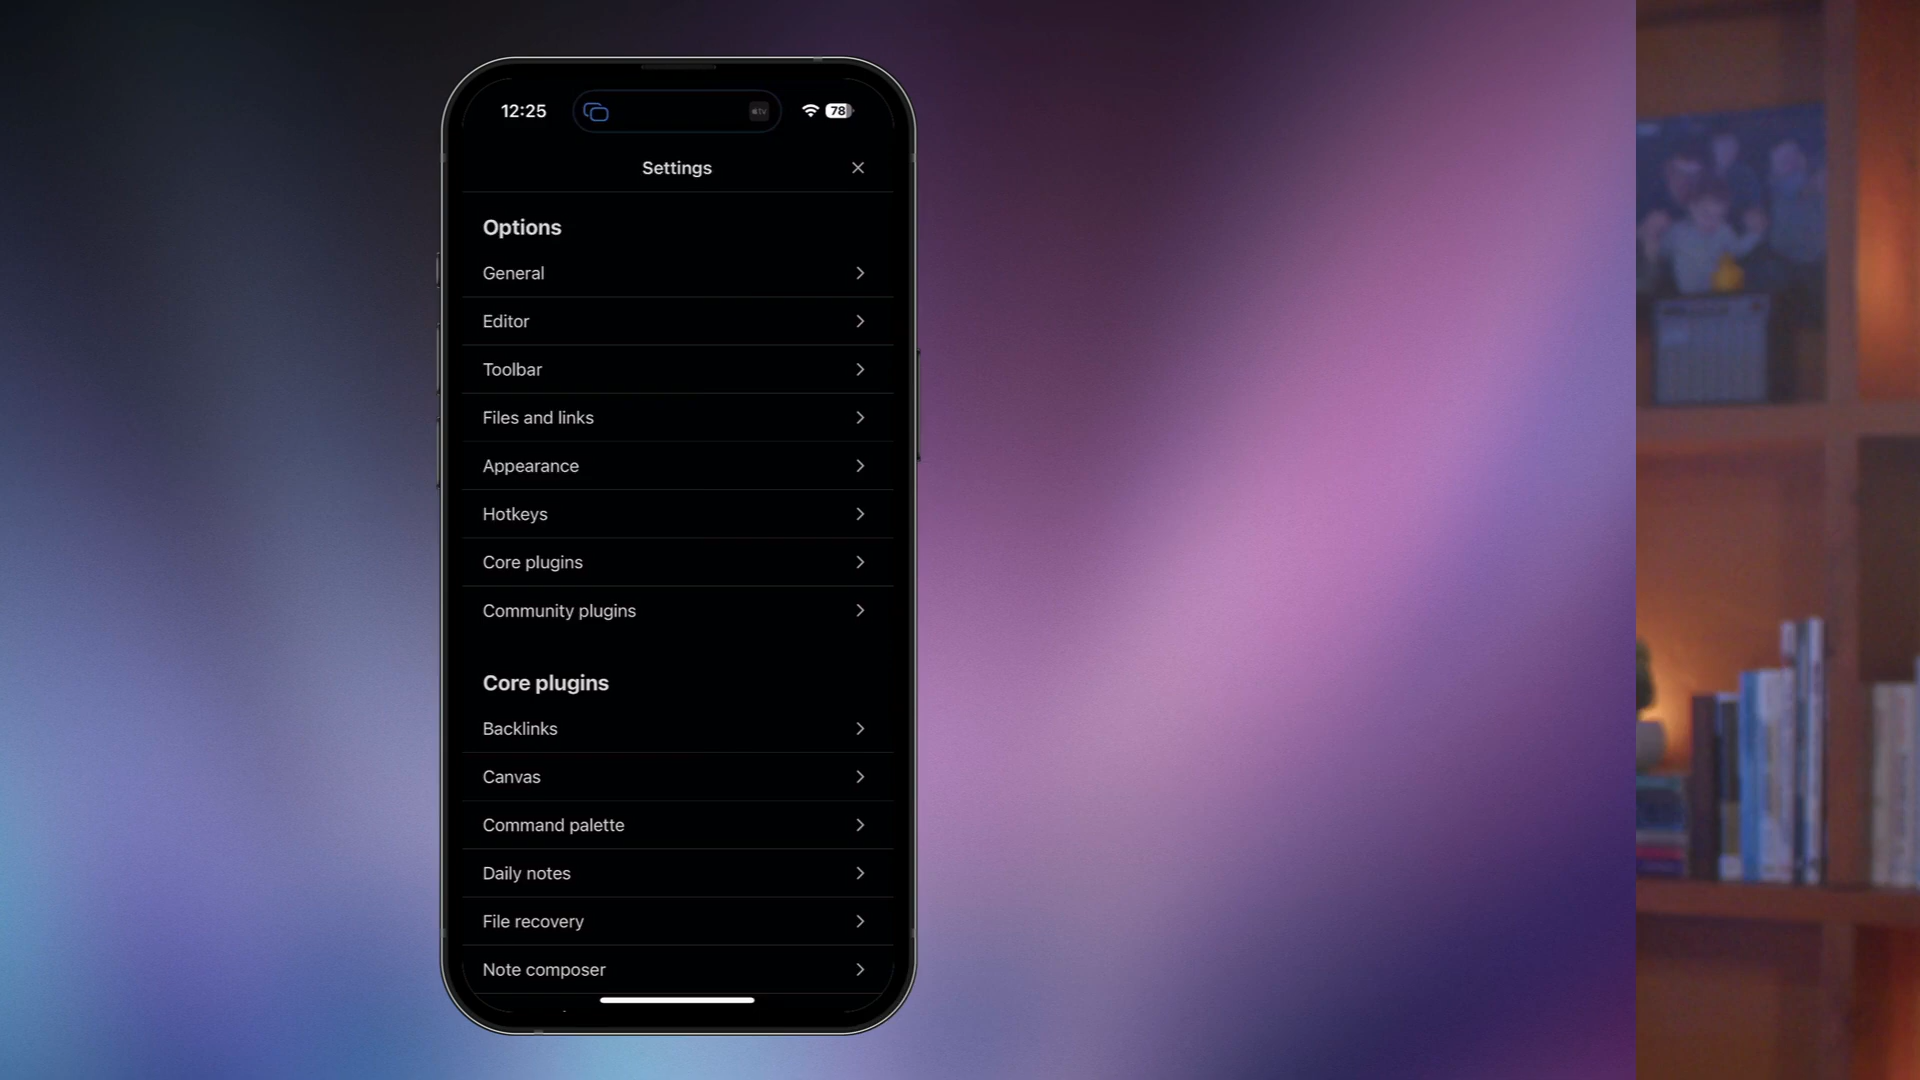 12:25
tv
78
Settings
Options
General
Editor
Toolbar
Files and links
Appearance
Hotkeys
Core plugins
Community plugins
Core plugins
Backlinks
Canvas
Command palette
Daily notes
File recovery
Note composer